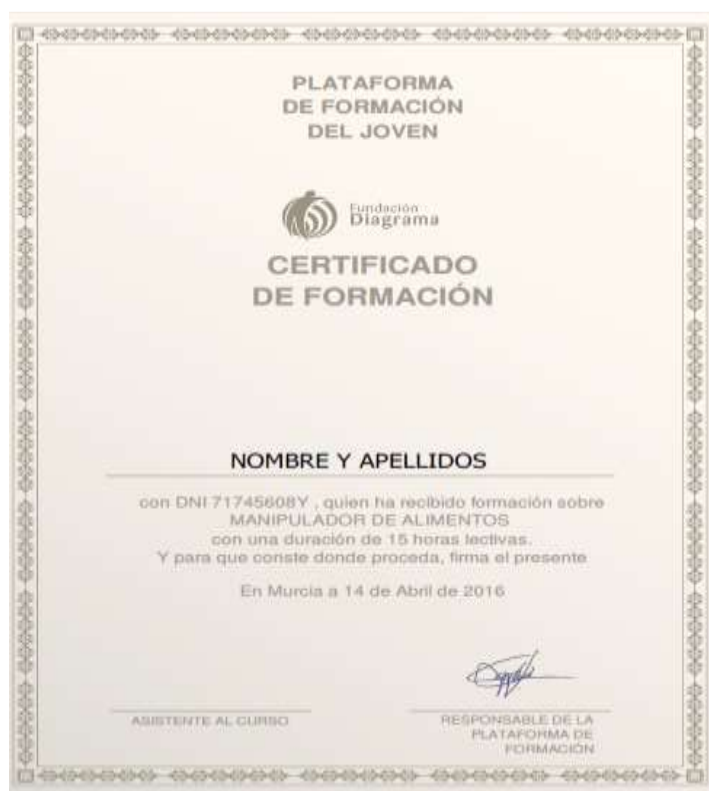 PLATAFORMA
DE FORMACIÓN
DEL JOVEN
Fundación
Diagrama
CERTIFICADO
DE FORMACIÓN
NOMBRE Y APELLIDOS
con DNI 71745608Y , quien ha recibido formación sobre
MANIPULADOR DE ALIMENTOS
con una duración de 15 horas lectivas.
Y para que conste donde proceda, firma el presente
En Murcia a 14 de Abril de 2016
ASISTENTE AL CURSO
RESPONSABLE DE LA
PLATAFORMA DE
FORMACIÓN